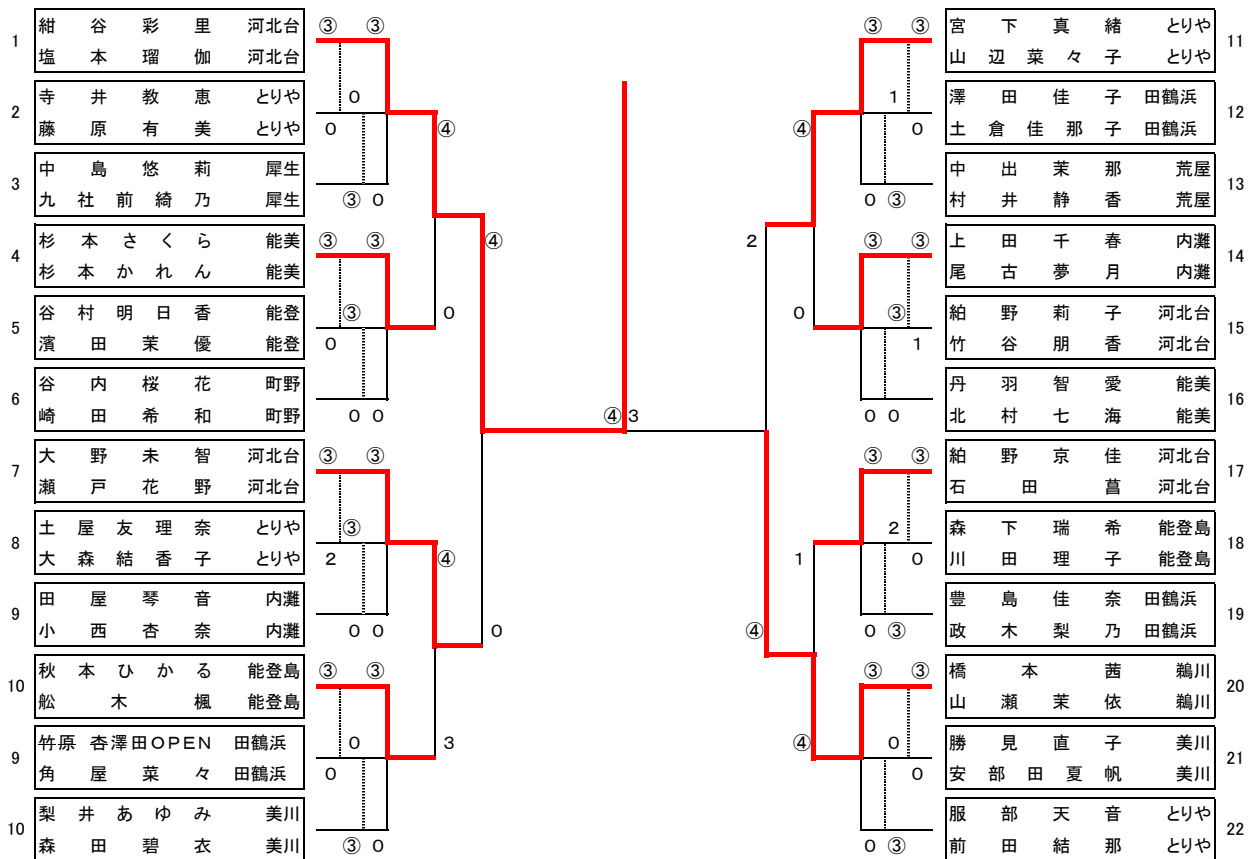 1 紺谷彩里 河北台
塩本瑠伽 河北台
③ ③
2 寺井教恵 とりや
藤原有美 とりや
0
0
④
3 中島悠莉 犀生
九社前綺乃 犀生
③ 0
4 杉本さくら 能美
杉本かれん 能美
③ ③
④
5 谷村明日香 能登
濱田茉優 能登
③
0
0
6 谷内桜花 町野
崎田希和 町野
0 0
7 大野未智 河北台
瀬戸花野 河北台
③ ③
8 土屋友理奈 とりや
大森結香子 とりや
③
2
④
9 田屋琴音 内灘
小西杏奈 内灘
0 0
0
10 秋本ひかる 能登島
舩木楓 能登島
③ ③
9 竹原 杏澤田OPEN 田鶴浜
角屋菜々 田鶴浜
0
0
3
10 梨井あゆみ 美川
森田碧衣 美川
③ 0
④ 3
③ ③
宮下真緒 とりや 11
山辺菜々子 とりや
1
0
④
澤田佳子 田鶴浜 12
土倉佳那子 田鶴浜
0 ③
中出茉那 荒屋 13
村井静香 荒屋
2
③ ③
上田千春 内灘 14
尾古夢月 内灘
0
③
1
紿野莉子 河北台 15
竹谷朋香 河北台
0 0
丹羽智愛 能美 16
北村七海 能美
③ ③
紿野京佳 河北台 17
石田菖 河北台
1
2
0
森下瑞希 能登島 18
川田理子 能登島
④
0 ③
豊島佳奈 田鶴浜 19
政木梨乃 田鶴浜
③ ③
橋本茜 鵜川 20
山瀬茉依 鵜川
④
0
0
勝見直子 美川 21
安部田夏帆 美川
0 ③
服部天音 とりや 22
前田結那 とりや